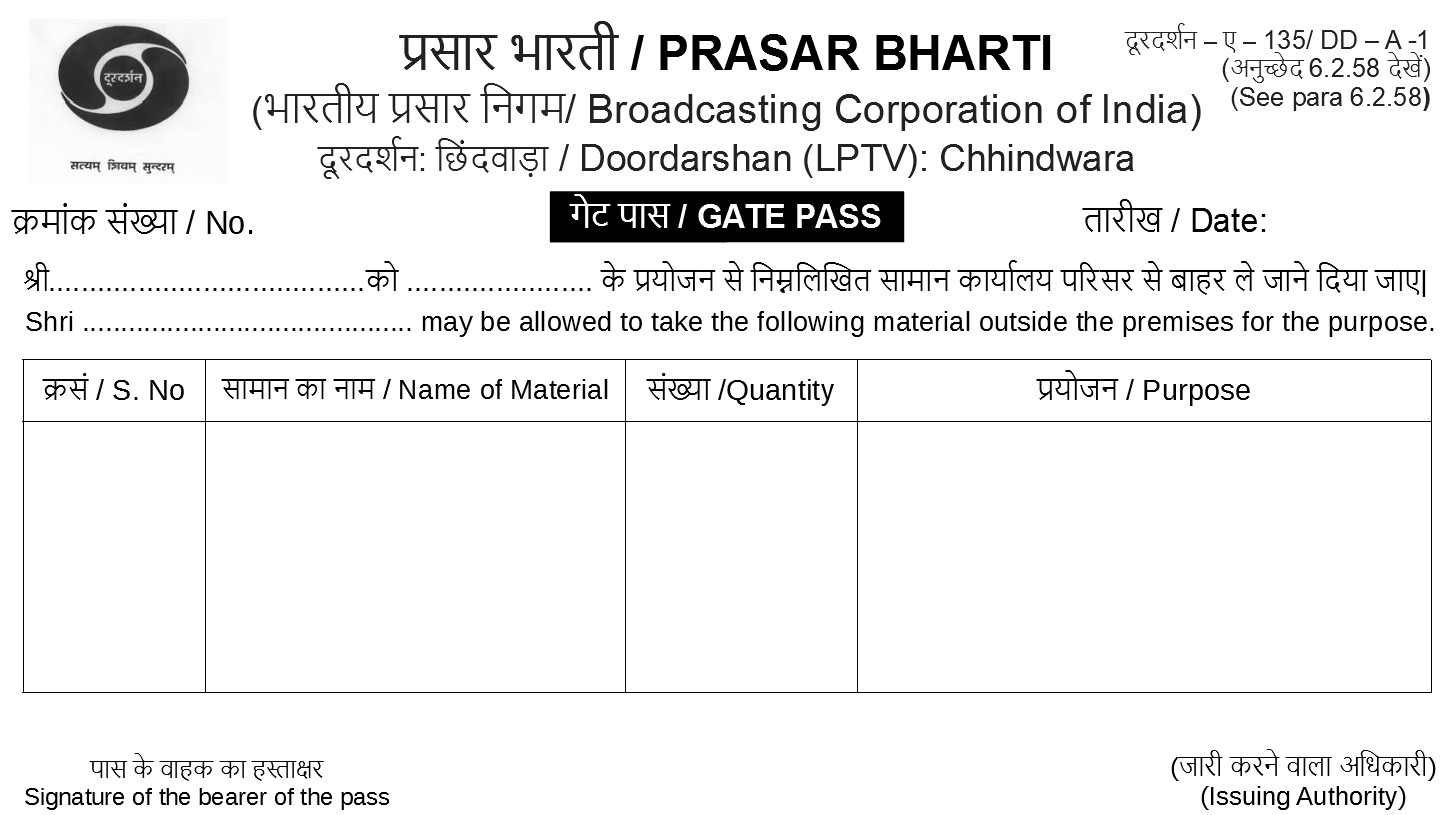 दूरदर्शन
सत्यम् शिवम् सुन्दरम्
प्रसार भारती / PRASAR BHARTI
(भारतीय प्रसार निगम/ Broadcasting Corporation of India)
दूरदर्शन: छिंदवाड़ा / Doordarshan (LPTV): Chhindwara
दूरदर्शन – ए – 135/ DD – A -1
(अनुच्छेद 6.2.58 देखें)
(See para 6.2.58)
क्रमांक संख्या / No.
गेट पास / GATE PASS
तारीख / Date:
श्री.......................................को ....................... के प्रयोजन से निम्नलिखित सामान कार्यालय परिसर से बाहर ले जाने दिया जाए|
Shri ........................................... may be allowed to take the following material outside the premises for the purpose.
क्रसं / S. No
सामान का नाम / Name of Material
संख्या /Quantity
प्रयोजन / Purpose
पास के वाहक का हस्ताक्षर
Signature of the bearer of the pass
(जारी करने वाला अधिकारी)
(Issuing Authority)